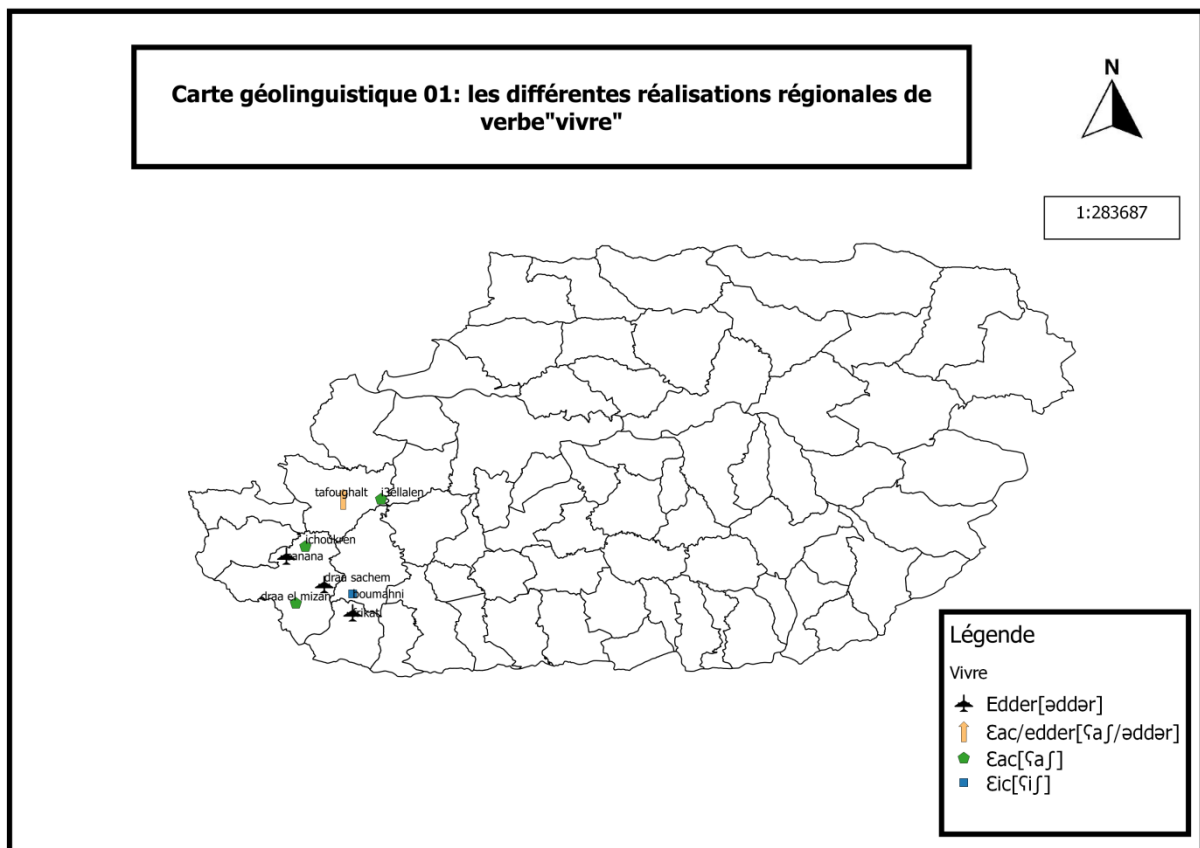 Carte géolinguistique 01: les différentes réalisations régionales de
verbe"vivre"
N
1:283687
tafoughalt
i3ellalen
ichoukren
draa sachem
draa el mizan
boumahni
Légende
Vivre
Edder[əddər]
Ɛac/edder[ʕaʃ/əddər]
Ɛac[ʕaʃ]
Ɛic[ʕiʃ]